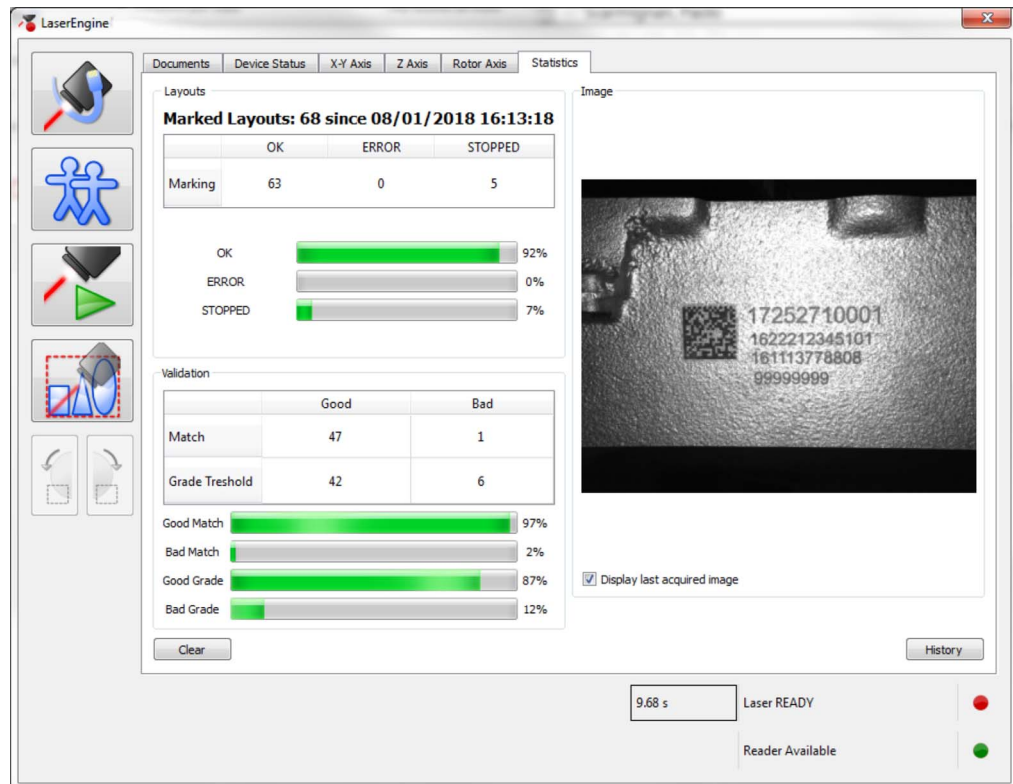 LaserEngine
Documents Device Status X-Y Axis Z Axis Rotor Axis Statistics
Layouts
Marked Layouts: 68 since 08/01/2018 16:13:18
OK ERROR STOPPED
Marking 63 0 5
OK 92%
ERROR 0%
STOPPED 7%
Validation
Good Bad
Match 47 1
Grade Treshold 42 6
Good Match 97%
Bad Match 2%
Good Grade 87%
Bad Grade 12%
Clear
Image
17252710001
1622212345101
161113778808
99999999
Display last acquired image
History
9.68 s Laser READY
Reader Available